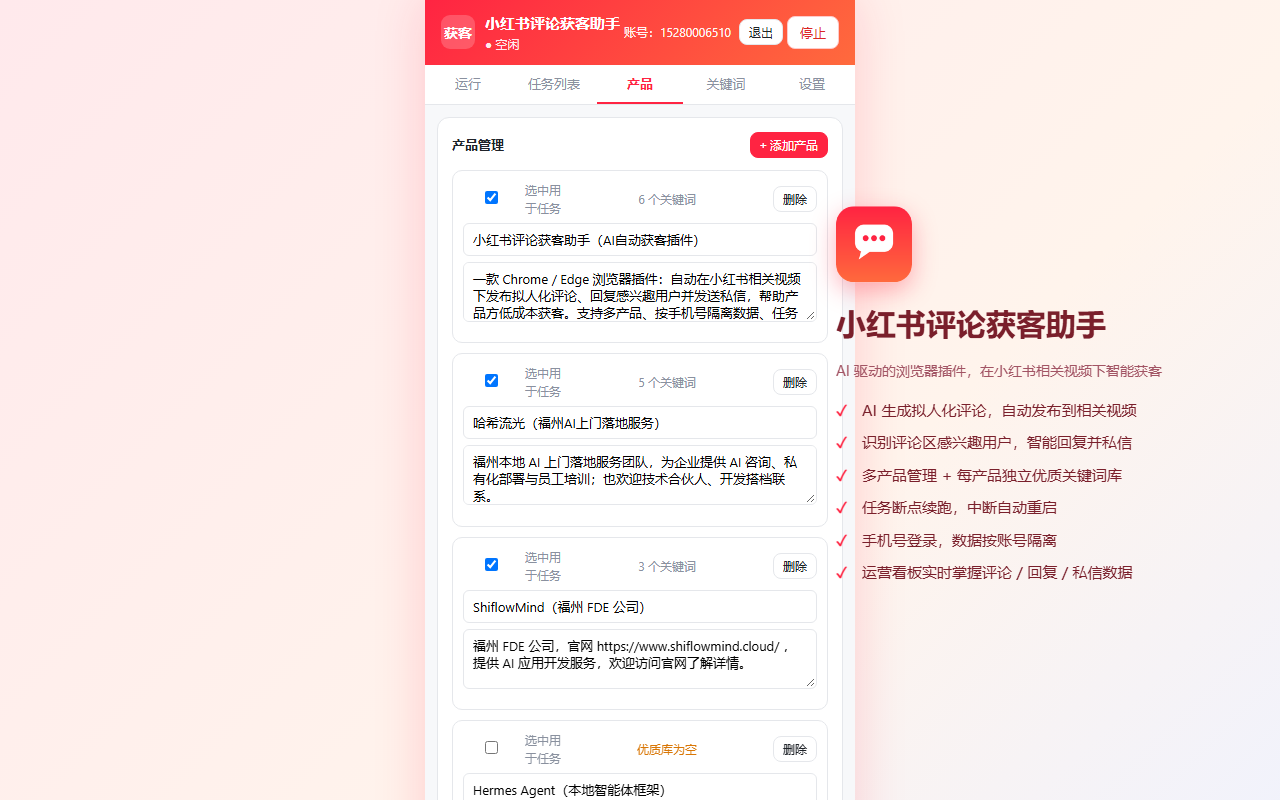 获客
小红书评论获客助手
● 空闲
账号：15280006510
退出
停止
运行
任务列表
产品
关键词
设置
产品管理
+ 添加产品
选中用
于任务
6 个关键词
删除
小红书评论获客助手（AI自动获客插件）
一款 Chrome / Edge 浏览器插件：自动在小红书相关视频
下发布拟人化评论、回复感兴趣用户并发送私信，帮助产
品方低成本获客。支持多产品、按手机号隔离数据、任务
选中用
于任务
5 个关键词
删除
哈希流光（福州AI上门落地服务）
福州本地 AI 上门落地服务团队，为企业提供 AI 咨询、私
有化部署与员工培训；也欢迎技术合伙人、开发搭档联
系。
选中用
于任务
3 个关键词
删除
ShiflowMind（福州 FDE 公司）
福州 FDE 公司，官网 https://www.shiflowmind.cloud/ ，
提供 AI 应用开发服务，欢迎访问官网了解详情。
选中用
于任务
优质库为空
删除
Hermes Agent（本地智能体框架）
小红书评论获客助手
AI 驱动的浏览器插件，在小红书相关视频下智能获客
✓ AI 生成拟人化评论，自动发布到相关视频
✓ 识别评论区感兴趣用户，智能回复并私信
✓ 多产品管理 + 每产品独立优质关键词库
✓ 任务断点续跑，中断自动重启
✓ 手机号登录，数据按账号隔离
✓ 运营看板实时掌握评论 / 回复 / 私信数据